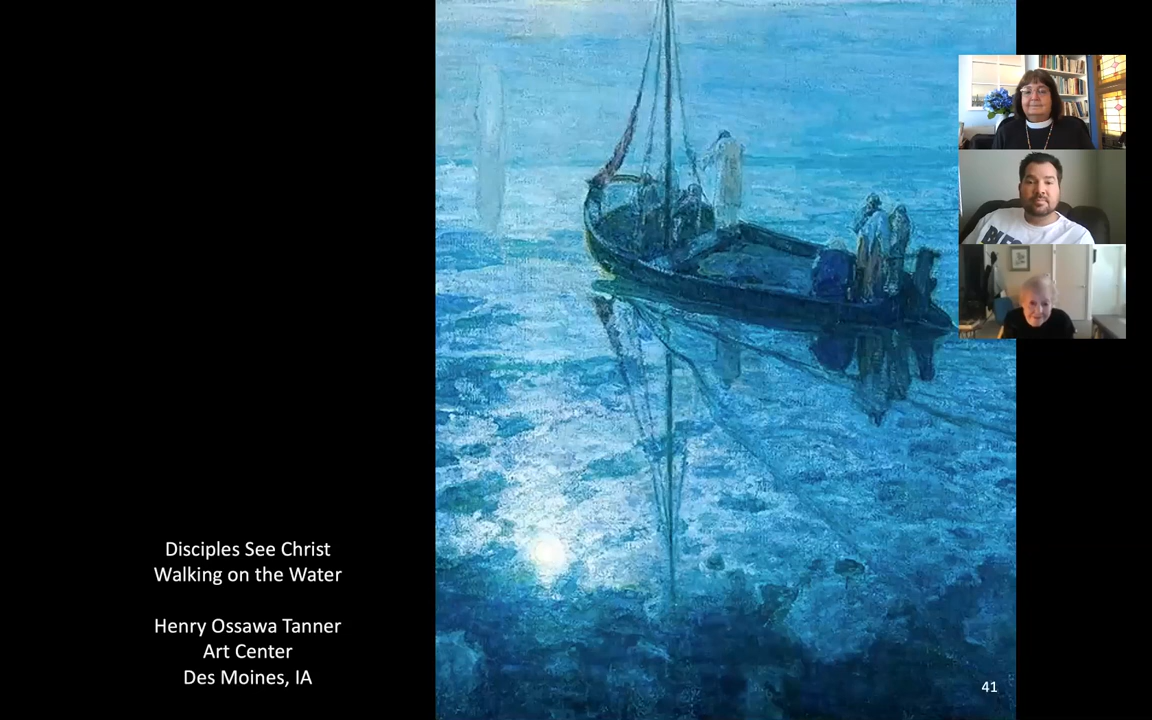 Disciples See Christ
Walking on the Water
Henry Ossawa Tanner
Art Center
Des Moines, IA
41